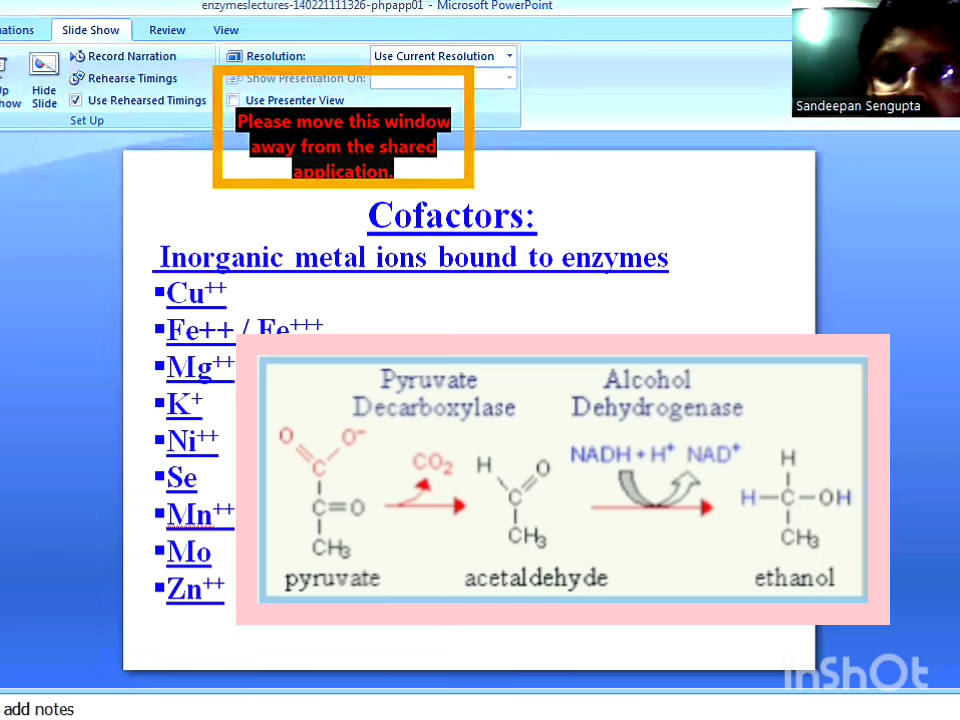 enzymeslectures-140221111326-phpapp01 - Microsoft PowerPoint
nations Slide Show Review View
Record Narration
Rehearse Timings
Use Rehearsed Timings
Up
Show
Hide
Slide
Set Up
Resolution: Use Current Resolution
Show Presentation On:
Use Presenter View
Please move this window
away from the shared
application.
Sandeepan Sengupta
Cofactors:
Inorganic metal ions bound to enzymes
▪Cu++
▪Fe++ / Fe+++
▪Mg++
▪K+
▪Ni++
▪Se
▪Mn++
▪Mo
▪Zn++
Pyruvate
Decarboxylase
Alcohol
Dehydrogenase
O O−
C
C=O
CH3
pyruvate
CO2
H O
C
CH3
acetaldehyde
NADH + H+ NAD+
H
H-C-OH
CH3
ethanol
InShOt
add notes